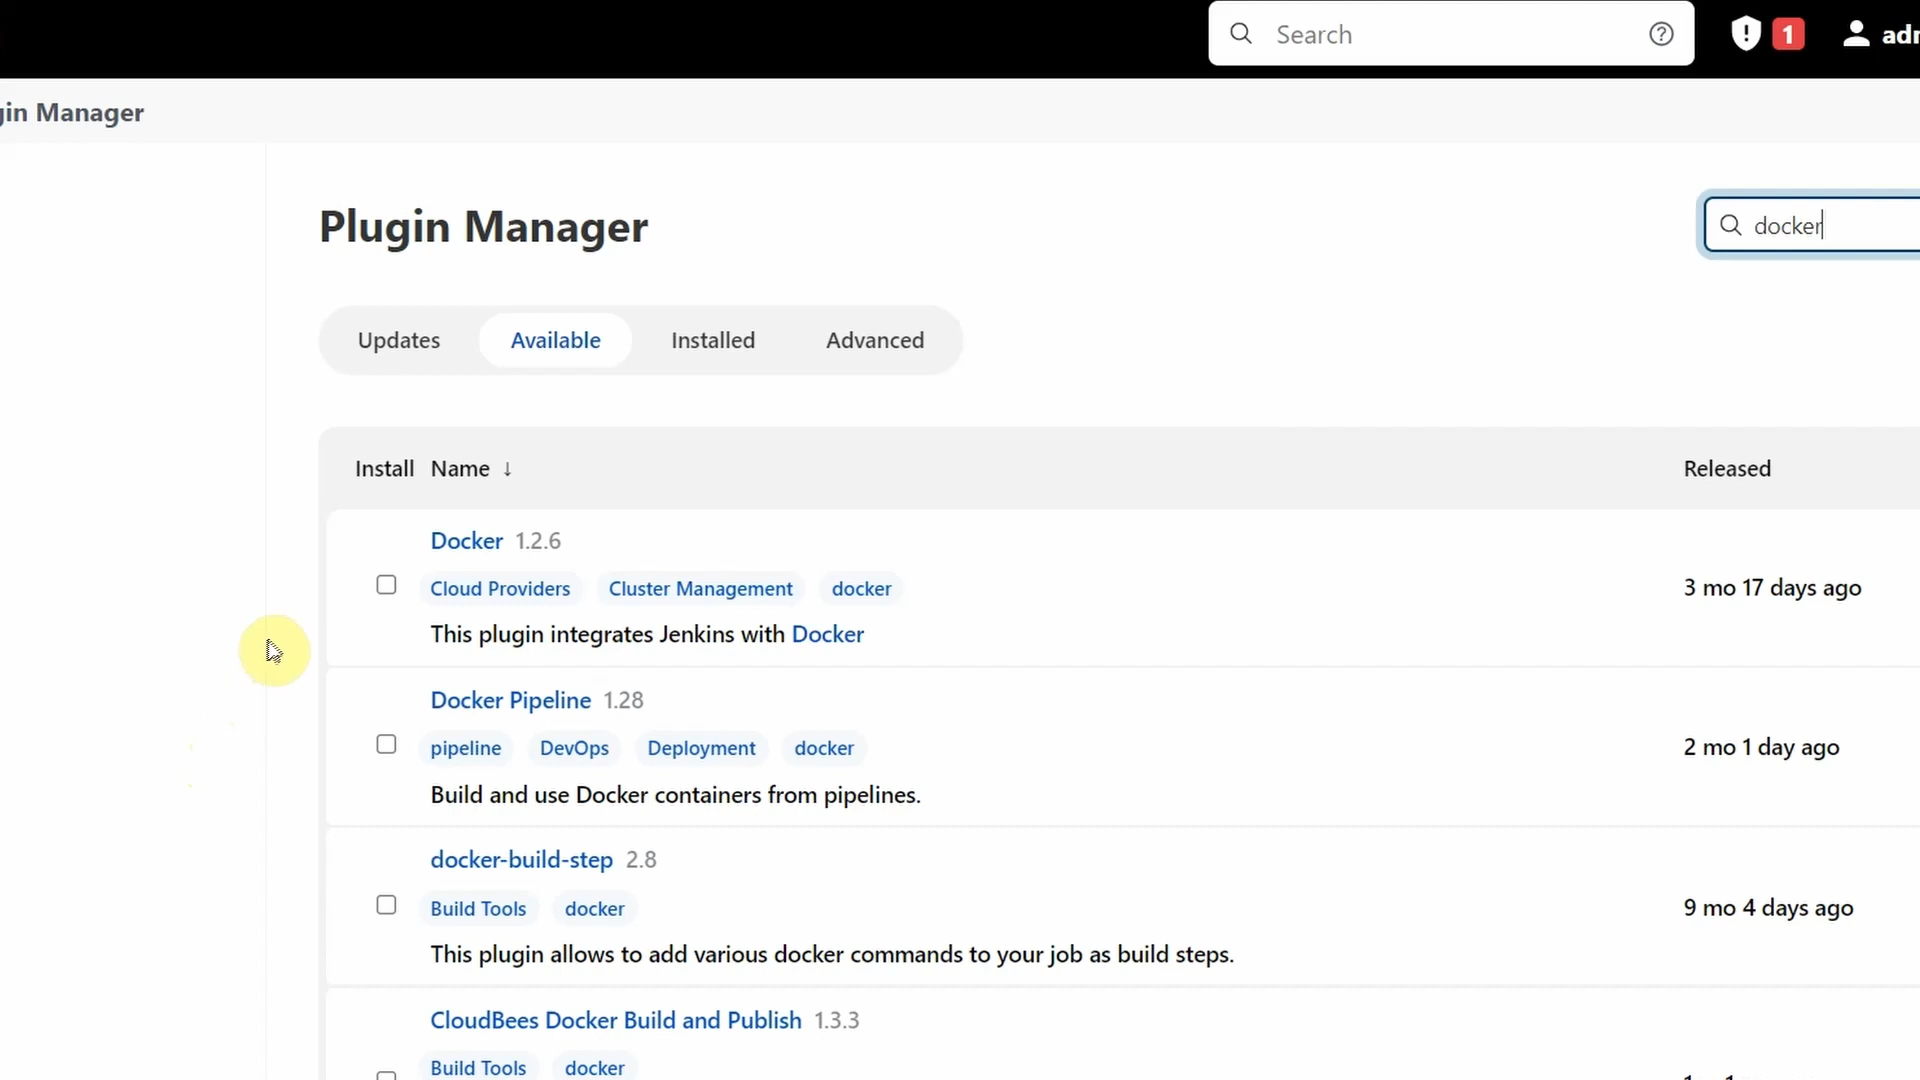 Search
1
Manager
Plugin Manager
docker
Updates Available Installed Advanced
Install Name ↓ Released
Docker 1.2.6
Cloud Providers Cluster Management docker
3 mo 17 days ago
This plugin integrates Jenkins with Docker
Docker Pipeline 1.28
pipeline DevOps Deployment docker
2 mo 1 day ago
Build and use Docker containers from pipelines.
docker-build-step 2.8
Build Tools docker
9 mo 4 days ago
This plugin allows to add various docker commands to your job as build steps.
CloudBees Docker Build and Publish 1.3.3
Build Tools docker